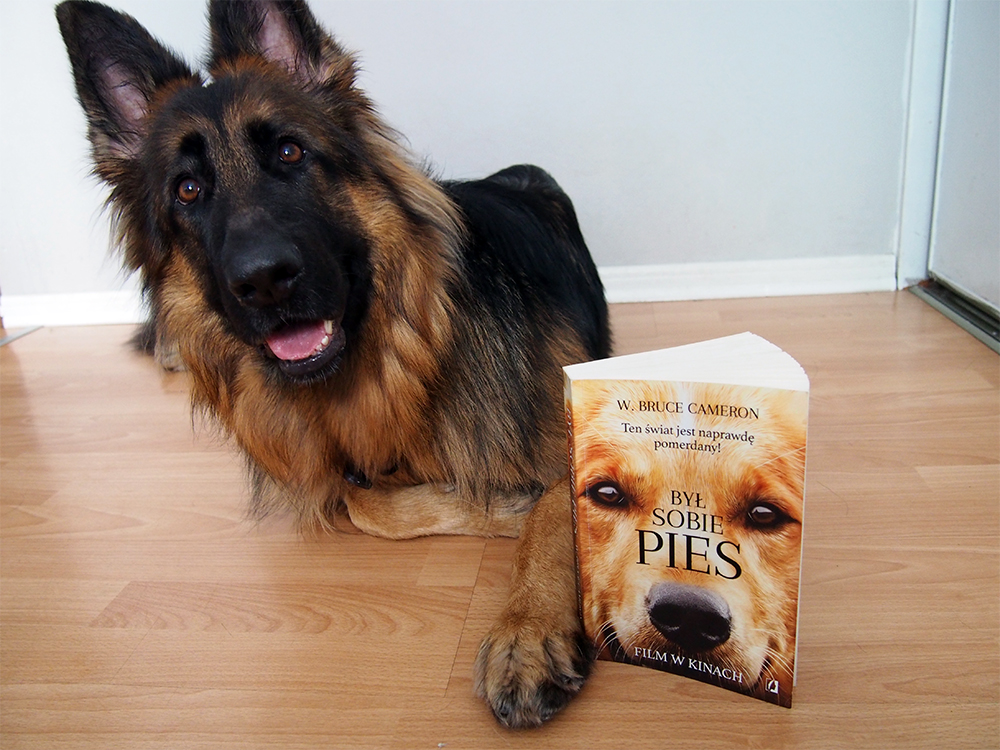 W. BRUCE CAMERON
Ten świat jest naprawdę
pomerdany!
BYŁ
SOBIE
PIES
FILM W KINACH